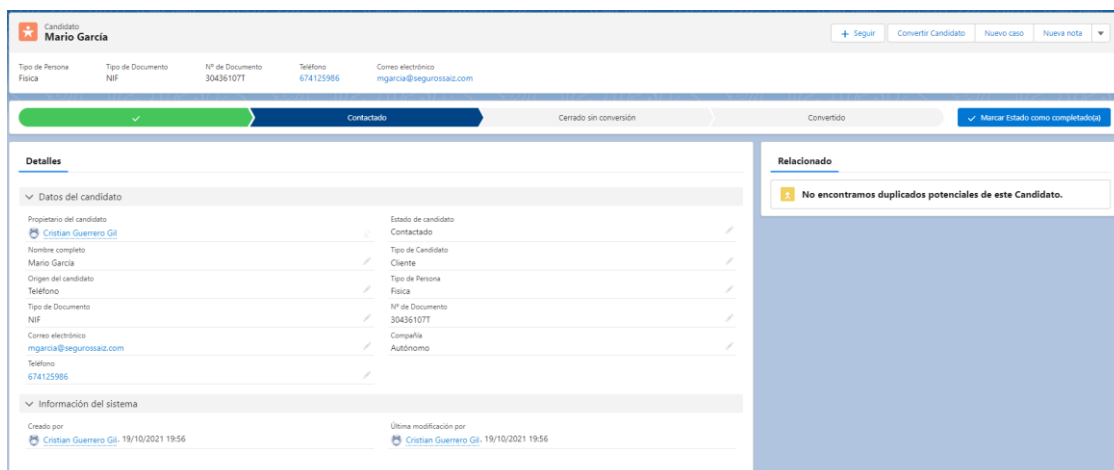 Candidato
Mario García
Seguir
Convertir Candidato
Nuevo caso
Nueva nota
Tipo de Persona
Fisica
Tipo de Documento
NIF
Nº de Documento
30436107T
Teléfono
674125986
Correo electrónico
mgarcia@segurossaiz.com
Contactado
Cerrado sin conversión
Convertido
Marcar Estado como completado(a)
Detalles
Datos del candidato
Propietario del candidato
Cristian Guerrero Gil
Estado de candidato
Contactado
Nombre completo
Mario García
Tipo de Candidato
Cliente
Origen del candidato
Teléfono
Tipo de Persona
Fisica
Tipo de Documento
NIF
Nº de Documento
30436107T
Correo electrónico
mgarcia@segurossaiz.com
Compañía
Autónomo
Teléfono
674125986
Información del sistema
Creado por
Cristian Guerrero Gil, 19/10/2021 19:56
Última modificación por
Cristian Guerrero Gil, 19/10/2021 19:56
Relacionado
No encontramos duplicados potenciales de este Candidato.